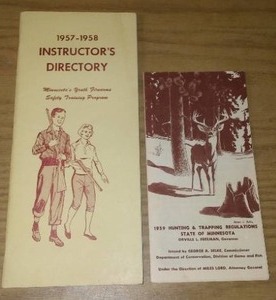 1957-1958
INSTRUCTOR'S
DIRECTORY
Minnesota's Youth Firearms
Safety Training Program
1959 HUNTING & TRAPPING REGULATIONS
STATE OF MINNESOTA
ORVILLE L. FREEMAN, Governor
Issued by GEORGE A. SELKE, Commissioner
Department of Conservation, Division of Game and Fish
Under the Direction of MILES LORD, Attorney General